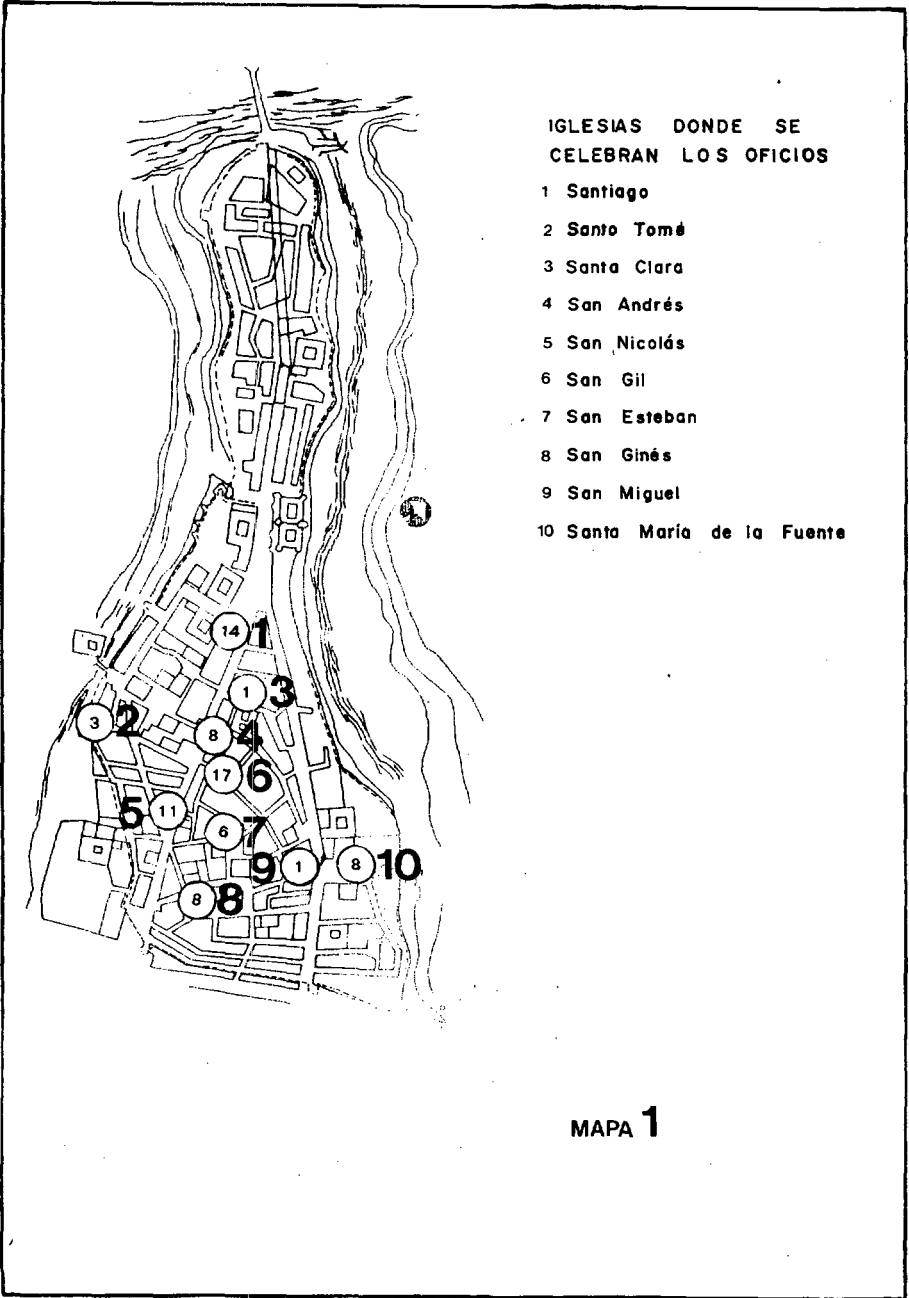 IGLESIAS DONDE SE
CELEBRAN LOS OFICIOS
1 Santiago
2 Santo Tomé
3 Santa Clara
4 San Andrés
5 San Nicolás
6 San Gil
7 San Esteban
8 San Ginés
9 San Miguel
10 Santa María de la Fuente
14 1
1 3
3 2
8 4
17 6
5 11
6 7
9 1
8 10
8 8
MAPA 1